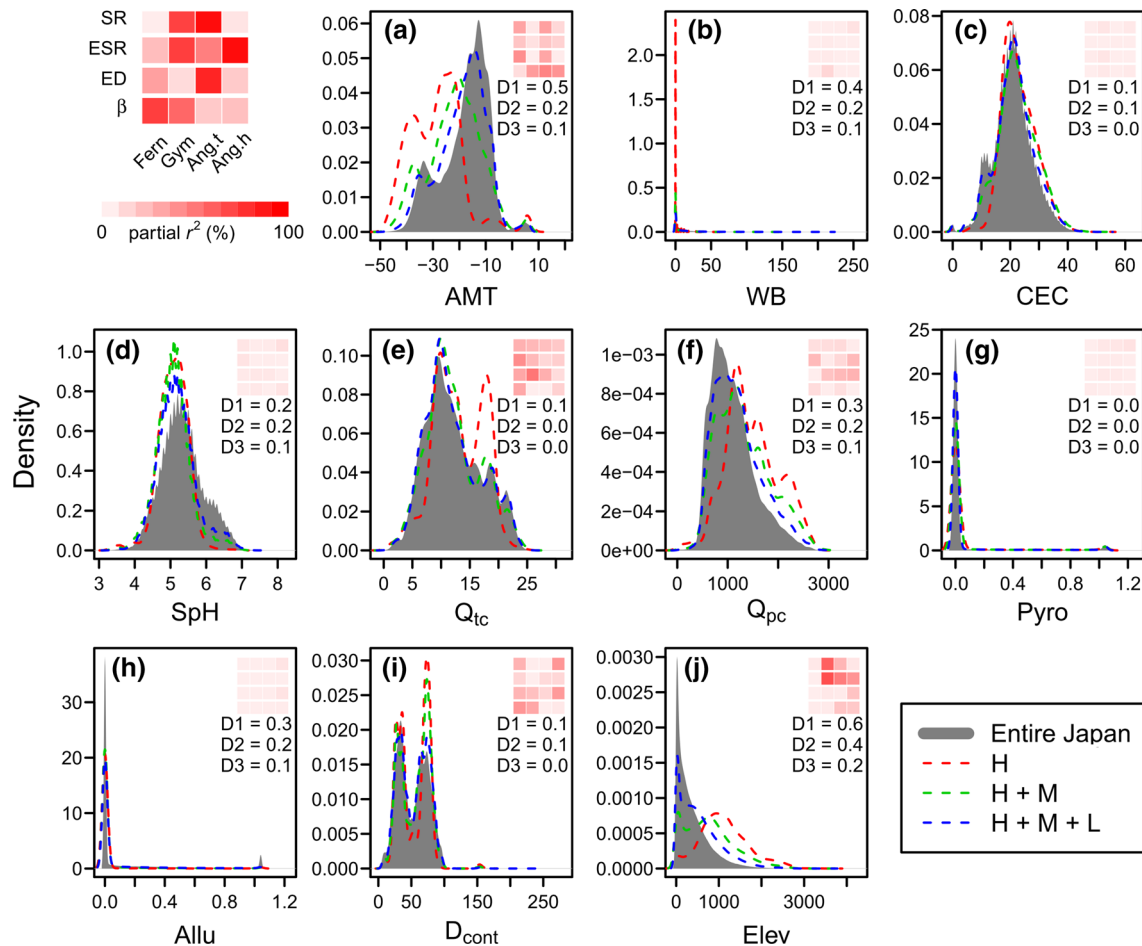 SR
ESR
ED
β
Fern Gym Ang.t Ang.h
0 partial r² (%) 100
(a)
0.06
0.05
0.04
0.03
0.02
0.01
0.00
D1 = 0.5
D2 = 0.2
D3 = 0.1
−50 −30 −10 10
AMT
(b)
2.0
1.5
1.0
0.5
0.0
D1 = 0.4
D2 = 0.2
D3 = 0.1
0 50 150 250
WB
(c)
0.08
0.06
0.04
0.02
0.00
D1 = 0.1
D2 = 0.1
D3 = 0.0
0 20 40 60
CEC
Density
(d)
1.0
0.8
0.6
0.4
0.2
0.0
D1 = 0.2
D2 = 0.2
D3 = 0.1
3 4 5 6 7 8
SpH
(e)
0.10
0.08
0.06
0.04
0.02
0.00
D1 = 0.1
D2 = 0.0
D3 = 0.0
0 5 15 25
Qtc
(f)
1e−03
8e−04
6e−04
4e−04
2e−04
0e+00
D1 = 0.3
D2 = 0.2
D3 = 0.1
0 1000 3000
Qpc
(g)
25
20
15
10
5
0
D1 = 0.0
D2 = 0.0
D3 = 0.0
0.0 0.4 0.8 1.2
Pyro
(h)
30
20
10
0
D1 = 0.3
D2 = 0.2
D3 = 0.1
0.0 0.4 0.8 1.2
Allu
(i)
0.030
0.025
0.020
0.015
0.010
0.005
0.000
D1 = 0.1
D2 = 0.1
D3 = 0.0
0 50 150 250
Dcont
(j)
0.0030
0.0025
0.0020
0.0015
0.0010
0.0005
0.0000
D1 = 0.6
D2 = 0.4
D3 = 0.2
0 1000 3000
Elev
Entire Japan
H
H + M
H + M + L